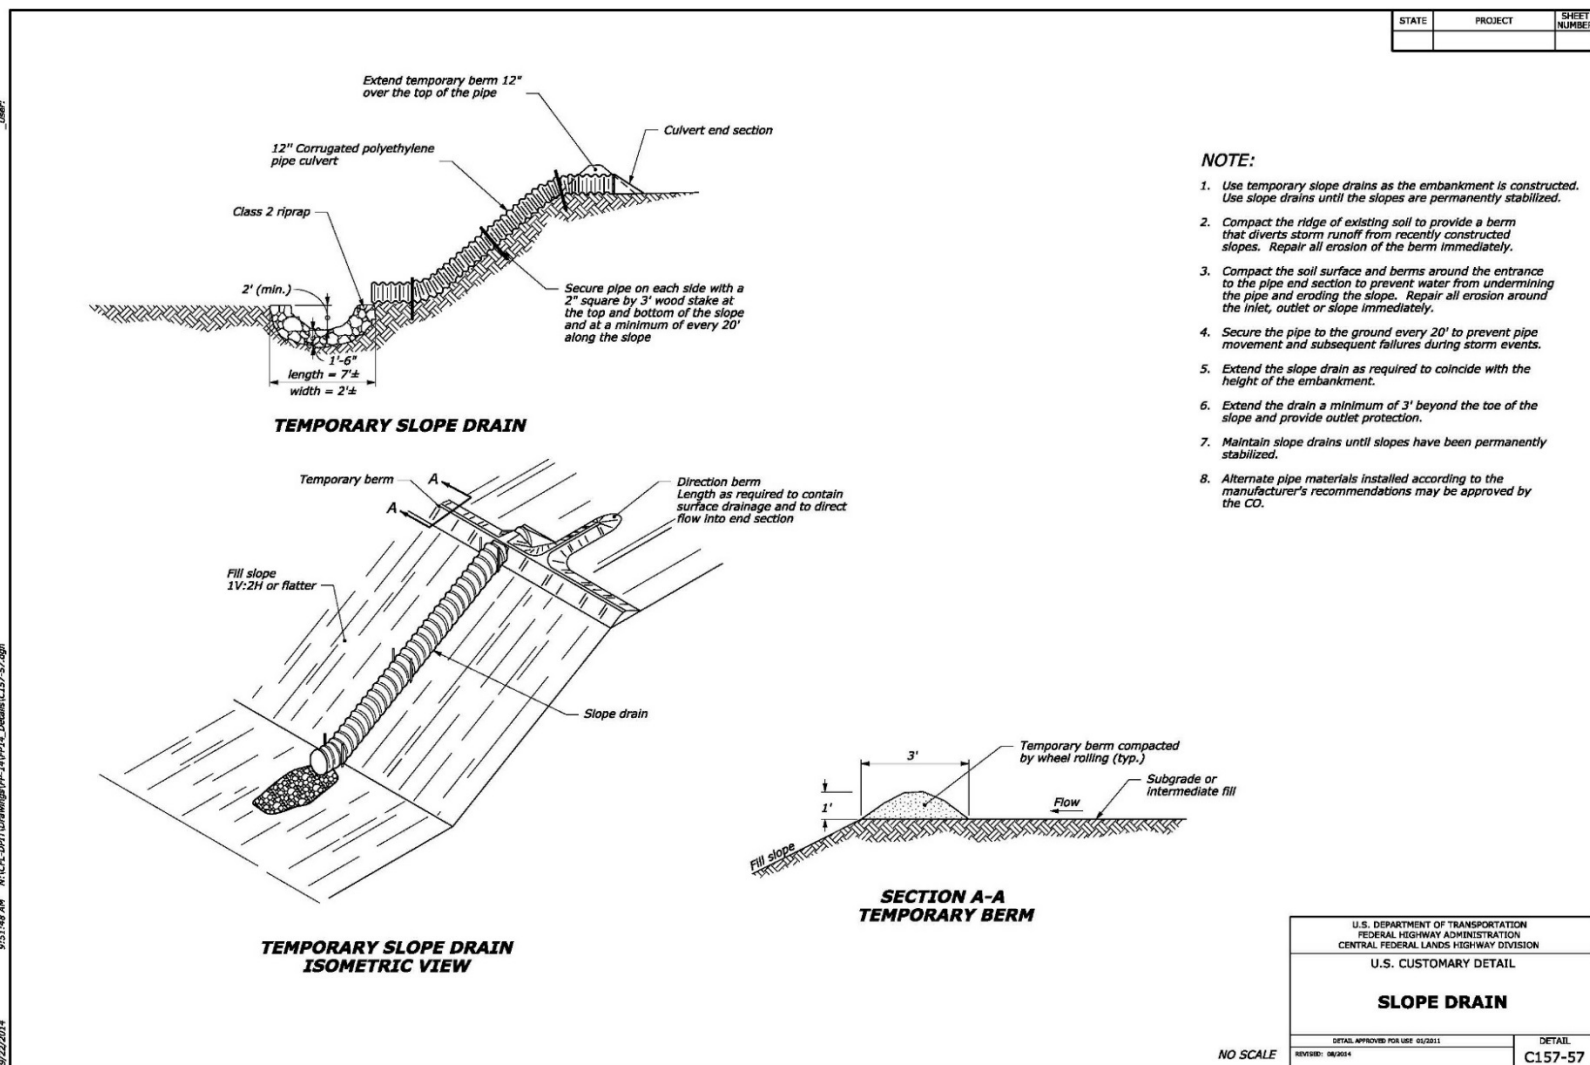 STATE
PROJECT
SHEET
NUMBER
Extend temporary berm 12"
over the top of the pipe
Culvert end section
12" Corrugated polyethylene
pipe culvert
Class 2 riprap
2' (min.)
Secure pipe on each side with a
2" square by 3' wood stake at
the top and bottom of the slope
and at a minimum of every 20'
along the slope
1'-6"
length = 7'±
width = 2'±
TEMPORARY SLOPE DRAIN
NOTE:
1. Use temporary slope drains as the embankment is constructed.
Use slope drains until the slopes are permanently stabilized.
2. Compact the ridge of existing soil to provide a berm
that diverts storm runoff from recently constructed
slopes. Repair all erosion of the berm immediately.
3. Compact the soil surface and berms around the entrance
to the pipe end section to prevent water from undermining
the pipe and eroding the slope. Repair all erosion around
the inlet, outlet or slope immediately.
4. Secure the pipe to the ground every 20' to prevent pipe
movement and subsequent failures during storm events.
5. Extend the slope drain as required to coincide with the
height of the embankment.
6. Extend the drain a minimum of 3' beyond the toe of the
slope and provide outlet protection.
7. Maintain slope drains until slopes have been permanently
stabilized.
8. Alternate pipe materials installed according to the
manufacturer's recommendations may be approved by
the CO.
Temporary berm
A
A
Direction berm
Length as required to contain
surface drainage and to direct
flow into end section
Fill slope
1V:2H or flatter
Slope drain
TEMPORARY SLOPE DRAIN
ISOMETRIC VIEW
3'
1'
Temporary berm compacted
by wheel rolling (typ.)
Subgrade or
intermediate fill
Flow
Fill slope
SECTION A-A
TEMPORARY BERM
U.S. DEPARTMENT OF TRANSPORTATION
FEDERAL HIGHWAY ADMINISTRATION
CENTRAL FEDERAL LANDS HIGHWAY DIVISION
U.S. CUSTOMARY DETAIL
SLOPE DRAIN
DETAIL APPROVED FOR USE 01/2011
REVISED: 08/2014
DETAIL
C157-57
NO SCALE
9/22/2014
9:51:48 AM